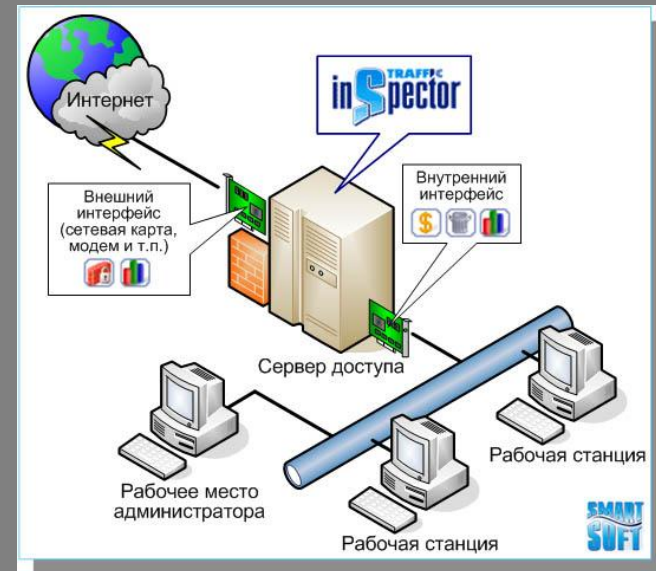 Интернет
TRAFFIC
inSpector
Внешний
интерфейс
(сетевая карта,
модем и т.п.)
Внутренний
интерфейс
$
Сервер доступа
Рабочая станция
Рабочее место
администратора
Рабочая станция
SMART
SOFT